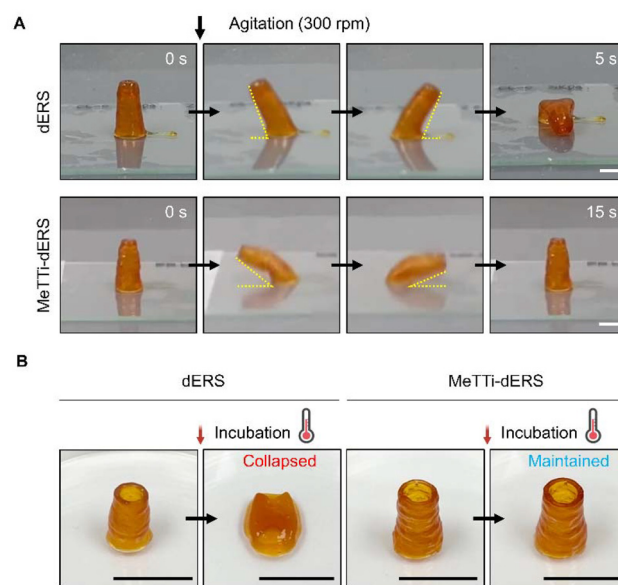 A
Agitation (300 rpm)
dERS
0 s
5 s
MeTTi-dERS
0 s
15 s
B
dERS
MeTTi-dERS
Incubation
Incubation
Collapsed
Maintained